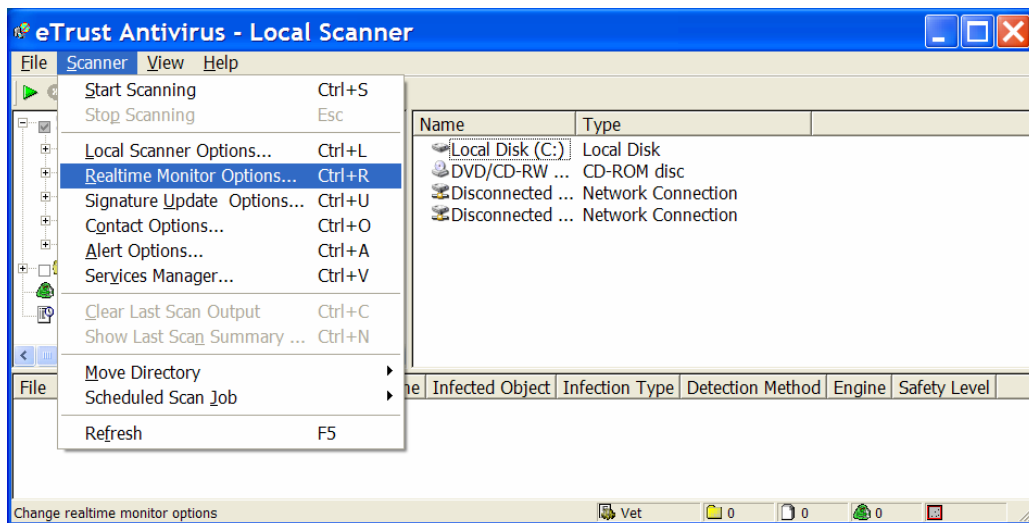 eTrust Antivirus - Local Scanner
File Scanner View Help
Start Scanning Ctrl+S
Stop Scanning Esc
Local Scanner Options... Ctrl+L
Realtime Monitor Options... Ctrl+R
Signature Update Options... Ctrl+U
Contact Options... Ctrl+O
Alert Options... Ctrl+A
Services Manager... Ctrl+V
Clear Last Scan Output Ctrl+C
Show Last Scan Summary ... Ctrl+N
Move Directory
Scheduled Scan Job
Refresh F5
Name Type
Local Disk (C:) Local Disk
DVD/CD-RW ... CD-ROM disc
Disconnected ... Network Connection
Disconnected ... Network Connection
File Infected Object Infection Type Detection Method Engine Safety Level
Change realtime monitor options Vet 0 0 0